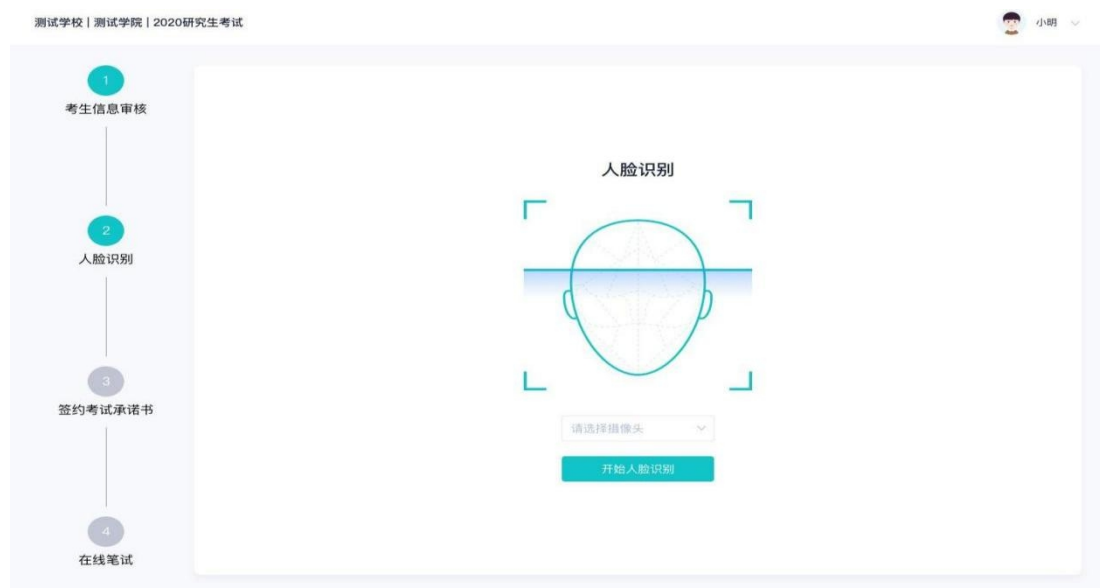 测试学校 | 测试学院 | 2020研究生考试
小明
1
考生信息审核
2
人脸识别
3
签约考试承诺书
4
在线笔试
人脸识别
请选择摄像头
开始人脸识别